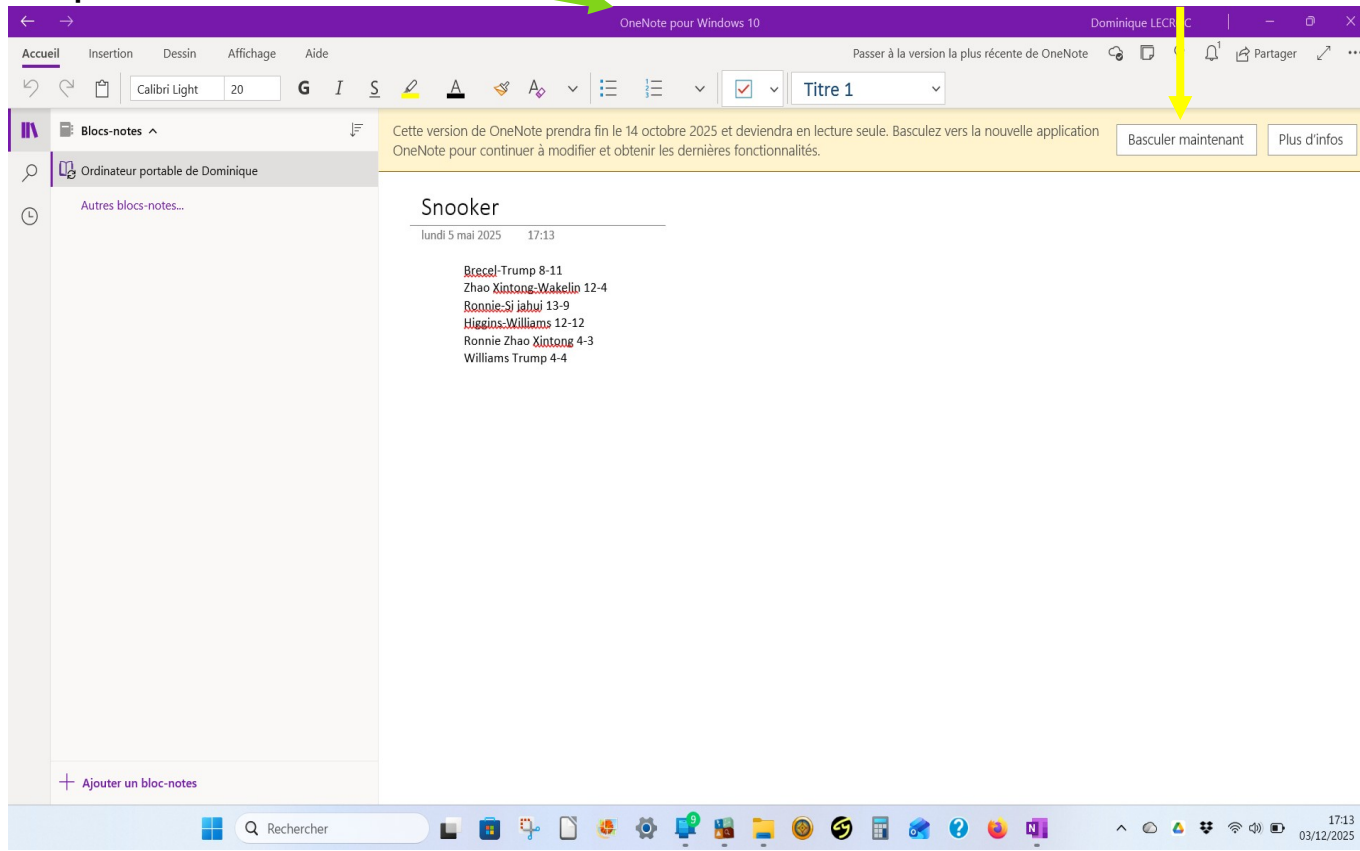 OneNote pour Windows 10
Dominique
Accueil Insertion Dessin Affichage Aide Passer à la version la plus récente de OneNote 1 Partager
Calibri Light 20 G I S A A Titre 1
Blocs-notes
Cette version de OneNote prendra fin le 14 octobre 2025 et deviendra en lecture seule. Basculez vers la nouvelle application
OneNote pour continuer à modifier et obtenir les dernières fonctionnalités.
Basculer maintenant Plus d'infos
Ordinateur portable de Dominique
Autres blocs-notes...
Snooker
lundi 5 mai 2025 17:13
Brecel-Trump 8-11
Zhao Xintong-Wakelin 12-4
Ronnie-Si jahui 13-9
Higgins-Williams 12-12
Ronnie Zhao Xintong 4-3
Williams Trump 4-4
Ajouter un bloc-notes
Rechercher
9
17:13
03/12/2025